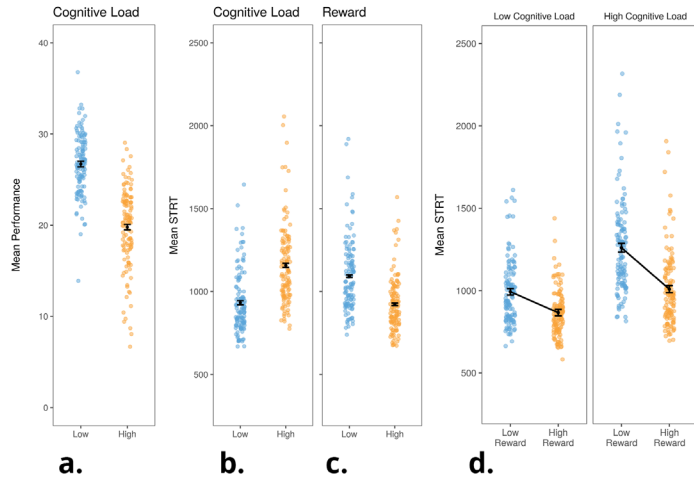 Cognitive Load
Mean Performance
40
30
20
10
0
Low
High
a.
Cognitive Load
Reward
Mean STRT
2500
2000
1500
1000
500
Low
High
Low
High
b.
c.
Low Cognitive Load
High Cognitive Load
Mean STRT
2500
2000
1500
1000
500
Low
Reward
High
Reward
Low
Reward
High
Reward
d.